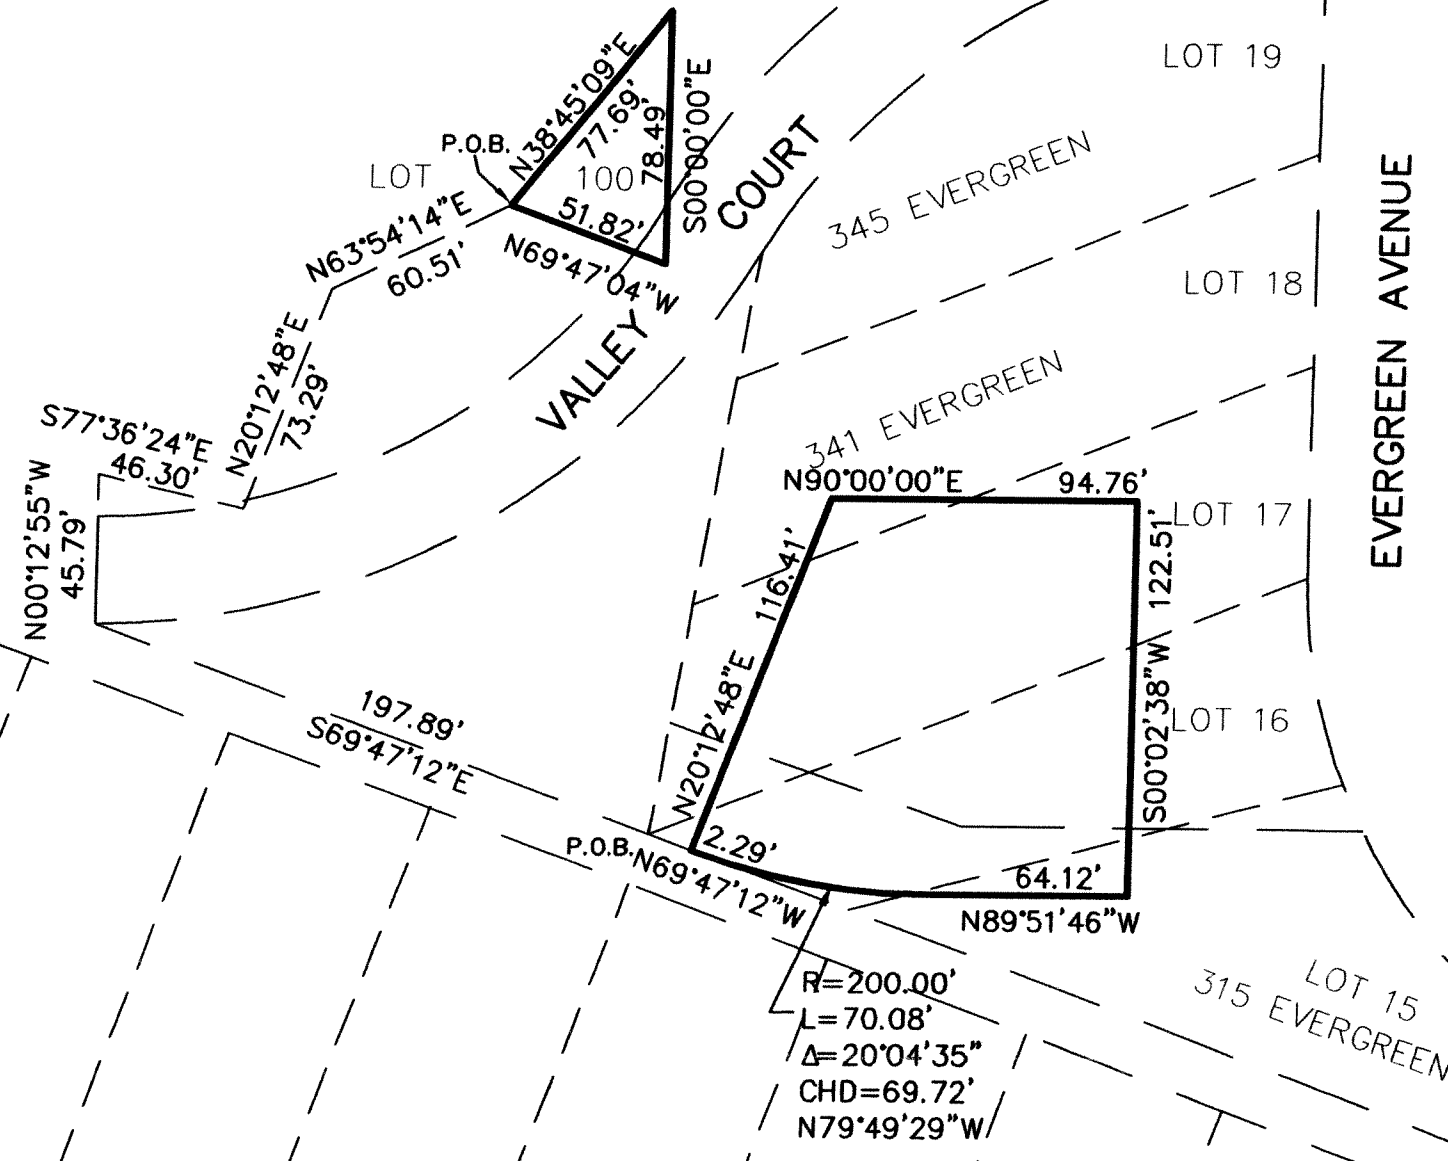 LOT 19
N38°45'09"E
77.69'
78.49'
S00°00'00"E
P.O.B.
LOT 100
51.82'
N69°47'04"W
N63°54'14"E
60.51'
VALLEY COURT
345 EVERGREEN
LOT 18
EVERGREEN AVENUE
N20°12'48"E
73.29'
S77°36'24"E
46.30'
N00°12'55"W
45.79'
341 EVERGREEN
N90°00'00"E 94.76'
LOT 17
116.41'
N20°12'48"E
122.51'
S00°02'38"W
LOT 16
197.89'
S69°47'12"E
P.O.B.
2.29'
N69°47'12"W
64.12'
N89°51'46"W
R=200.00'
L=70.08'
Δ=20°04'35"
CHD=69.72'
N79°49'29"W
LOT 15
315 EVERGREEN